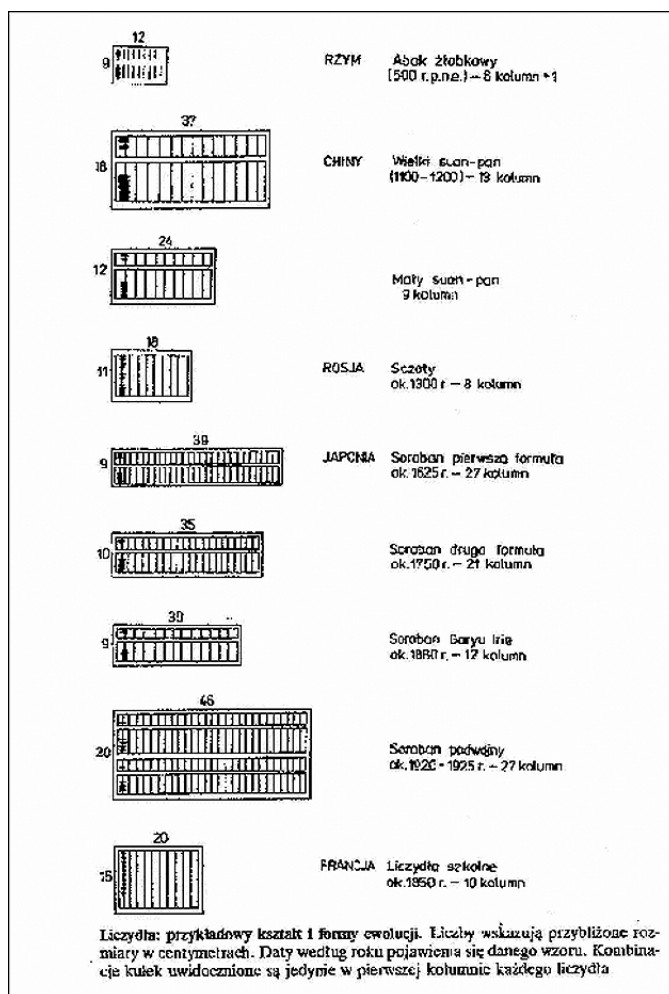 12
9
RZYM
Abak żłobkowy
(500 r.p.n.e.) – 8 kolumn +1
37
18
CHINY
Wielki suan-pan
(1100–1200) – 13 kolumn
24
12
Mały suan-pan
9 kolumn
18
11
ROSJA
Sczoty
ok. 1300 r – 8 kolumn
39
9
JAPONIA
Soroban pierwsza formuła
ok. 1625 r. – 27 kolumn
35
10
Soroban druga formuła
ok. 1750 r. – 21 kolumn
9
Soroban
ok. 1880 r. – 17 kolumn
46
20
Soroban podwójny
ok. 1920 - 1925 r. – 27 kolumn
20
15
FRANCJA
Liczydła szkolne
ok. 1850 r. – 10 kolumn
Liczydła: przykładowy kształt i formy ewolucji. Liczby wskazują przybliżone roz-
miary w centymetrach. Daty według roku pojawienia się danego wzoru. Kombina-
cje kulek uwidocznione są jedynie w pierwszej kolumnie każdego liczydła